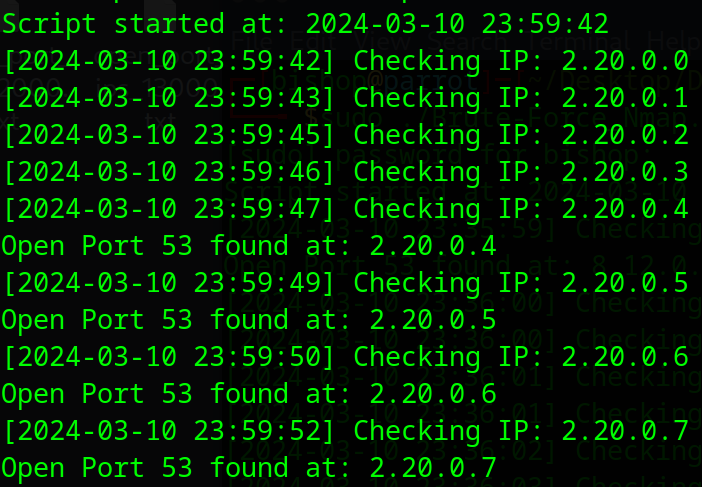 Script started at: 2024-03-10 23:59:42
[2024-03-10 23:59:42] Checking IP: 2.20.0.0
[2024-03-10 23:59:43] Checking IP: 2.20.0.1
[2024-03-10 23:59:45] Checking IP: 2.20.0.2
[2024-03-10 23:59:46] Checking IP: 2.20.0.3
[2024-03-10 23:59:47] Checking IP: 2.20.0.4
Open Port 53 found at: 2.20.0.4
[2024-03-10 23:59:49] Checking IP: 2.20.0.5
Open Port 53 found at: 2.20.0.5
[2024-03-10 23:59:50] Checking IP: 2.20.0.6
Open Port 53 found at: 2.20.0.6
[2024-03-10 23:59:52] Checking IP: 2.20.0.7
Open Port 53 found at: 2.20.0.7